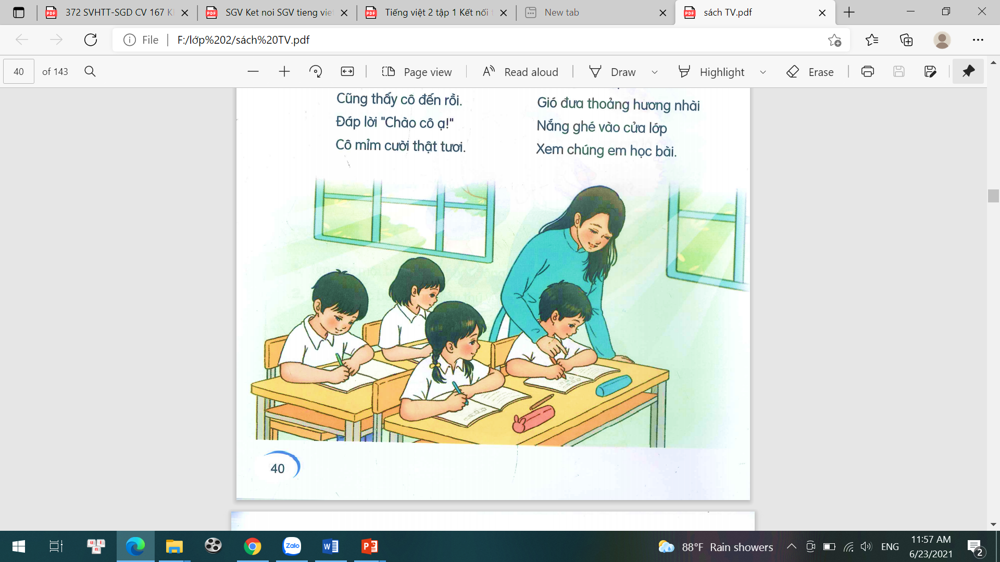 372 SVHTT-SGD CV 167 K
SGV Ket noi SGV tieng vie
Tiếng việt 2 tập 1 Kết nối
New tab
sách TV.pdf
File
F:/lớp%202/sách%20TV.pdf
40 of 143
Page view
Read aloud
Draw
Highlight
Erase
Cũng thấy cô đến rồi.
Đáp lời "Chào cô ạ!"
Cô mỉm cười thật tươi.
Gió đưa thoảng hương nhài
Nắng ghé vào cửa lớp
Xem chúng em học bài.
40
Zalo
88°F Rain showers
ENG
11:57 AM
6/23/2021
2